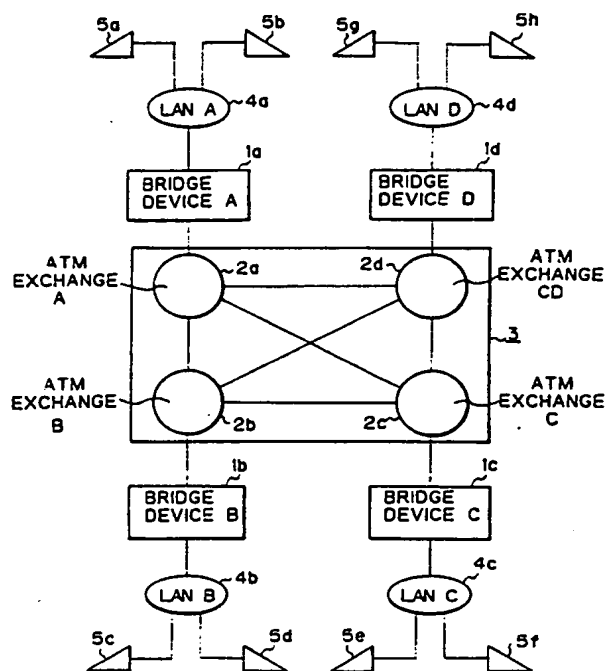 5a
5b
5g
5h
LAN A
4a
LAN D
4d
1a
BRIDGE
DEVICE A
1d
BRIDGE
DEVICE D
ATM
EXCHANGE
A
2a
2d
ATM
EXCHANGE
CD
3
ATM
EXCHANGE
B
2b
2c
ATM
EXCHANGE
C
1b
BRIDGE
DEVICE B
1c
BRIDGE
DEVICE C
LAN B
4b
LAN C
4c
5c
5d
5e
5f